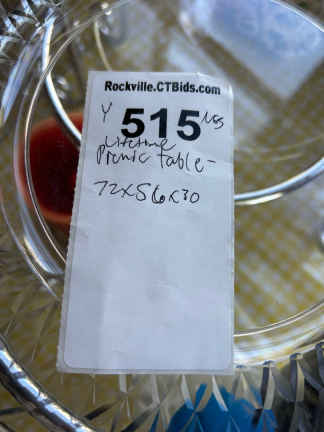 Rockville.CTBids.com
Y 515
Lifetime
picnic table-
72x56x30